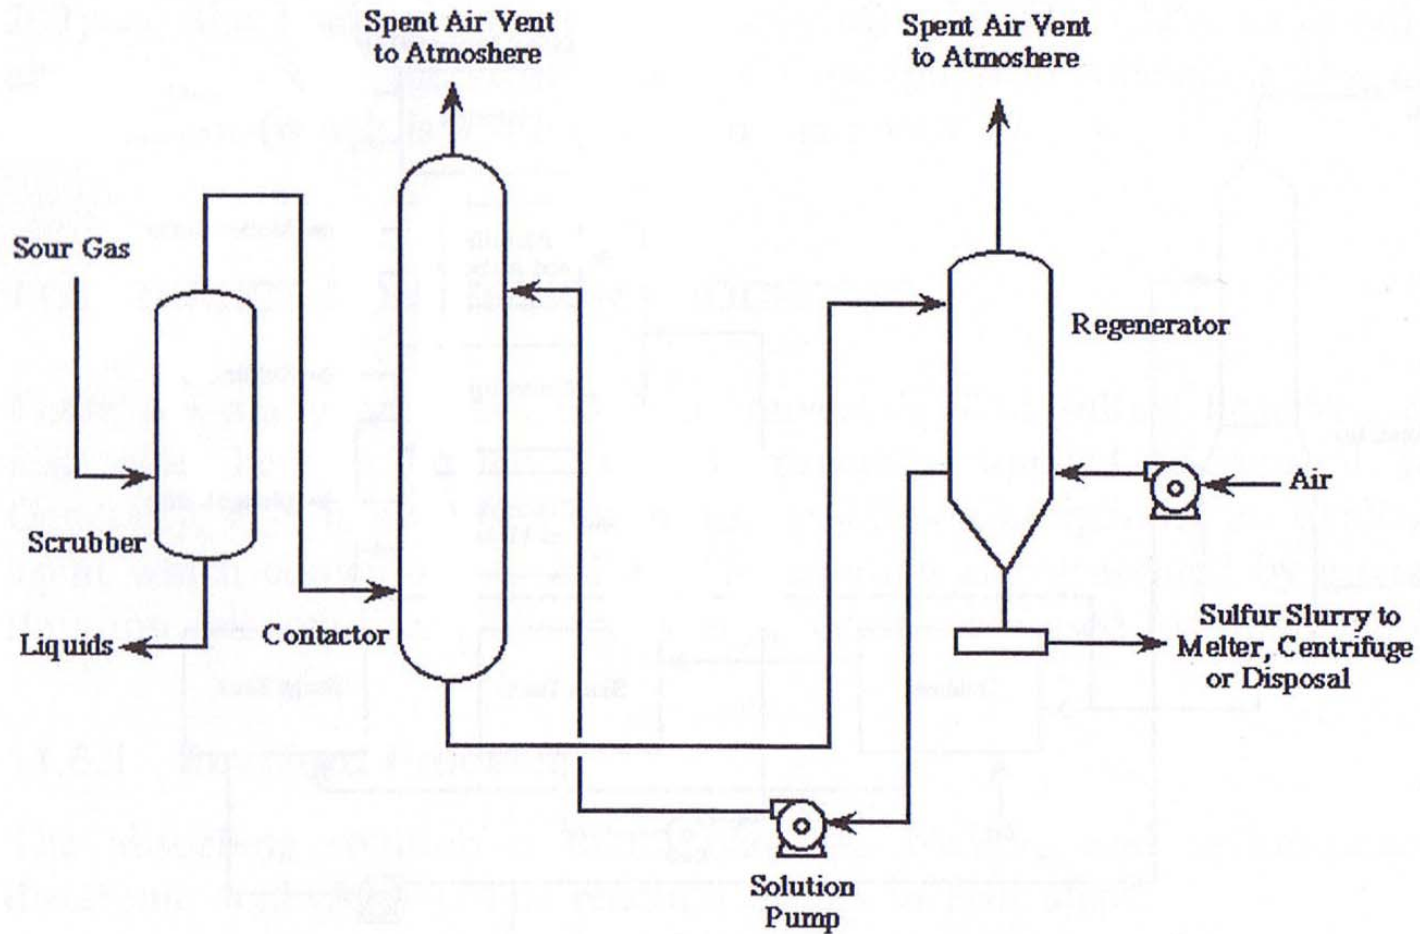 Spent Air Vent
to Atmoshere
Spent Air Vent
to Atmoshere
Sour Gas
Regenerator
Air
Scrubber
Liquids
Contactor
Sulfur Slurry to
Melter, Centrifuge
or Disposal
Solution
Pump